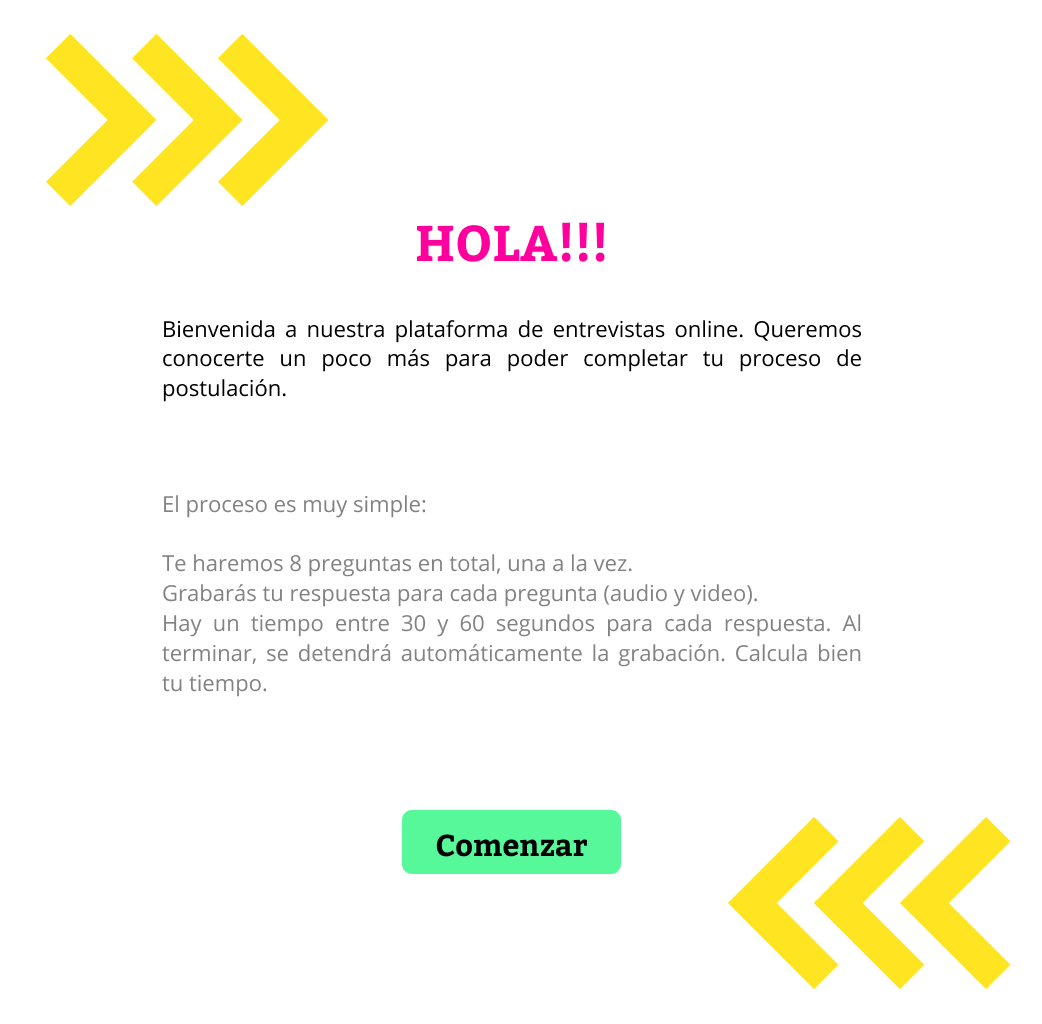 HOLA!!!
Bienvenida a nuestra plataforma de entrevistas online. Queremos
conocerte un poco más para poder completar tu proceso de
postulación.
El proceso es muy simple:
Te haremos 8 preguntas en total, una a la vez.
Grabarás tu respuesta para cada pregunta (audio y video).
Hay un tiempo entre 30 y 60 segundos para cada respuesta. Al
terminar, se detendrá automáticamente la grabación. Calcula bien
tu tiempo.
Comenzar